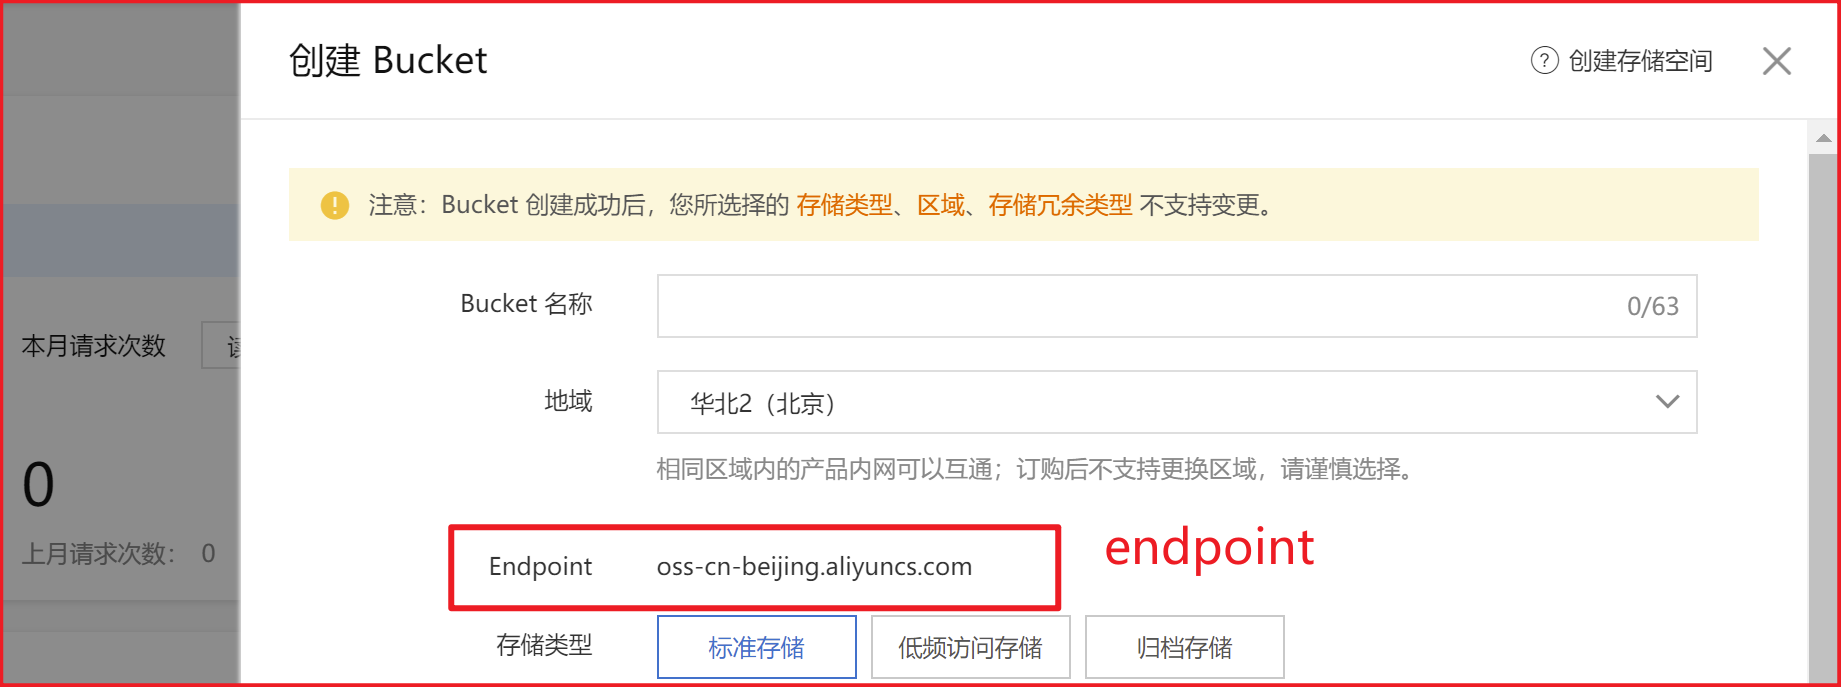 创建 Bucket
? 创建存储空间
注意：Bucket 创建成功后，您所选择的 存储类型、区域、存储冗余类型 不支持变更。
Bucket 名称
0/63
本月请求次数
地域
华北2（北京）
相同区域内的产品内网可以互通；订购后不支持更换区域，请谨慎选择。
0
上月请求次数： 0
Endpoint oss-cn-beijing.aliyuncs.com
endpoint
存储类型 标准存储 低频访问存储 归档存储